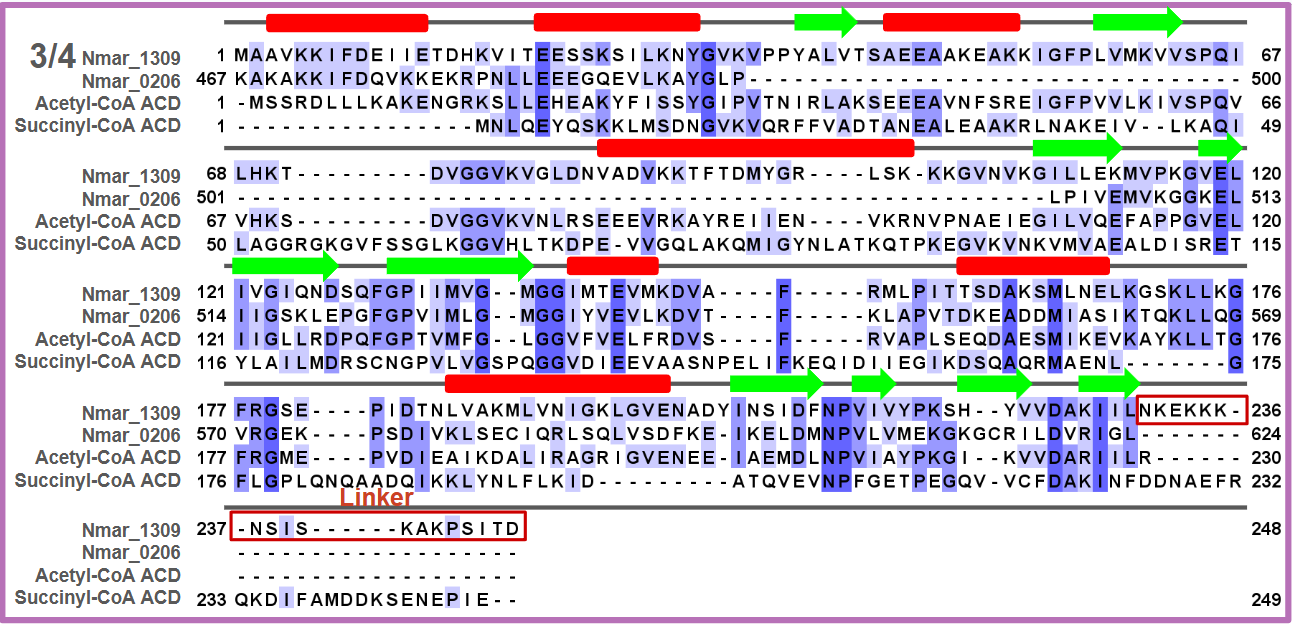 3/4
Nmar_1309 1 MAAVKKIFDEIIETDHKVITEESSKSILKNYGVKVPPYALVTSAEEAAKEAKKIGFPLVMKVVSPQI 67
Nmar_0206 467 KAKAKKIFDQVKKEKRPNLLEEEGQEVLKAYGLP--------------------------------- 500
Acetyl-CoA ACD 1 -MSSRDLLLKAKENGRKSLLEHEAKYFISSYGIPVTNIRLAKSEEEAVNFSREIGFPVVLKIVSPQV 66
Succinyl-CoA ACD 1 ----------------MNLQEYQSKKLMSDNGVKVQRFFVADTANEALEAAKRLNAKEIV--LKAQI 49
Nmar_1309 68 LHKT---------DVGGVKVGLDNVADVKKTFTDMYGR----LSK-KKGVNVKGILLEKMVPKGVEL 120
Nmar_0206 501 ------------------------------------------------------LPIVEMVKGGKEL 513
Acetyl-CoA ACD 67 VHKS---------DVGGVKVNLRSEEEVRKAYREIIEN----VKRNVPNAEIEGILVQEFAPPGVEL 120
Succinyl-CoA ACD 50 LAGGRGKGVFSSGLKGGVHLTKDPE-VVGQLAKQMIGYNLATKQTPKEGVKVNKVMVAEALDISRET 115
Nmar_1309 121 IVGIQNDSQFGPIIMVG--MGGIMTEVMKDVA----F-----RMLPITTSDAKSMLNELKGSKLLKG 176
Nmar_0206 514 IIGSKLEPGFGPVIMLG--MGGIYVEVLKDVT----F-----KLAPVTDKEADDMIASIKTQKLLQG 569
Acetyl-CoA ACD 121 IIGLLRDPQFGPTVMFG--LGGVFVELFRDVS----F-----RVAPLSEQDAESMIKEVKAYKLLTG 176
Succinyl-CoA ACD 116 YLAILMDRSCNGPVLVGSPQGGVDIEEVAASNPELIFKEQIDIIEGIKDSQAQRMAENL-------G 175
Nmar_1309 177 FRGSE----PIDTNLVAKMLVNIGKLGVENADYINSIDFNPVIVYPKSH--YVVDAKIILNKEKKK- 236
Nmar_0206 570 VRGEK----PSDIVKLSECIQRLSQLVSDFKE-IKELDMNPVLVMEKGKGCRILDVRIGL------- 624
Acetyl-CoA ACD 177 FRGME----PVDIEAIKDALIRAGRIGVENEE-IAEMDLNPVIAYPKGI--KVVDARIILR------ 230
Succinyl-CoA ACD 176 FLGPLQNQAADQIKKLYNLFLKID---------ATQVEVNPFGETPEGQV-VCFDAKINFDDNAEFR 232
Linker
Nmar_1309 237 -NSIS------KAKPSITD 248
Nmar_0206 -------------------
Acetyl-CoA ACD -------------------
Succinyl-CoA ACD 233 QKDIFAMDDKSENEPIE-- 249